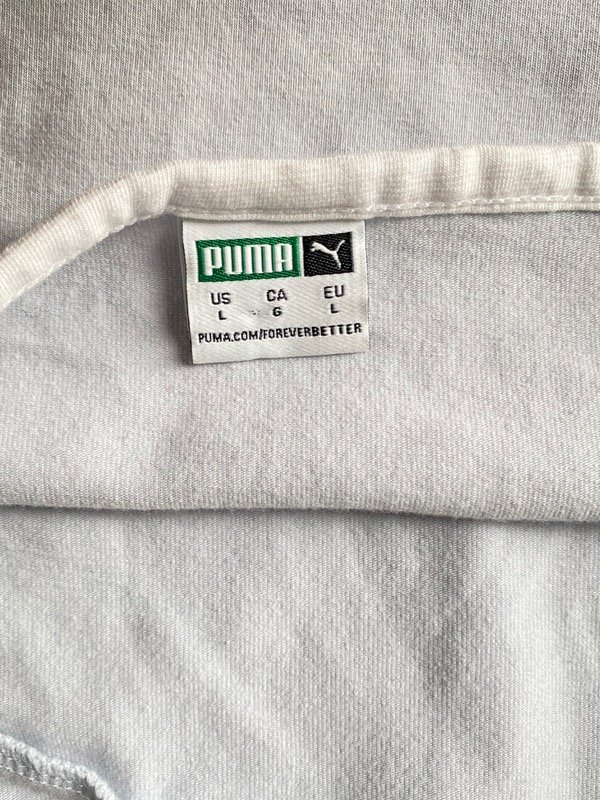 PUMA
US CA EU
L G L
PUMA.COM/FOREVERBETTER